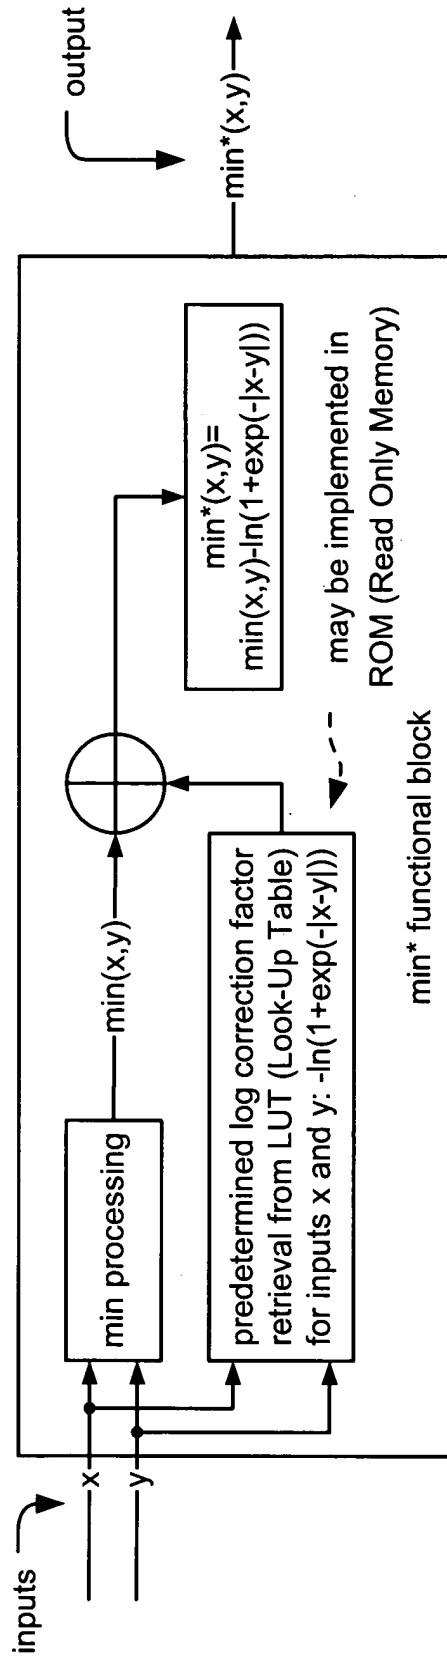 inputs
x
y
min processing
min(x,y)
predetermined log correction factor
retrieval from LUT (Look-Up Table)
for inputs x and y: -ln(1+exp(-|x-y|))
min*(x,y)=
min(x,y)-ln(1+exp(-|x-y|))
may be implemented in
ROM (Read Only Memory)
min* functional block
output
min*(x,y)